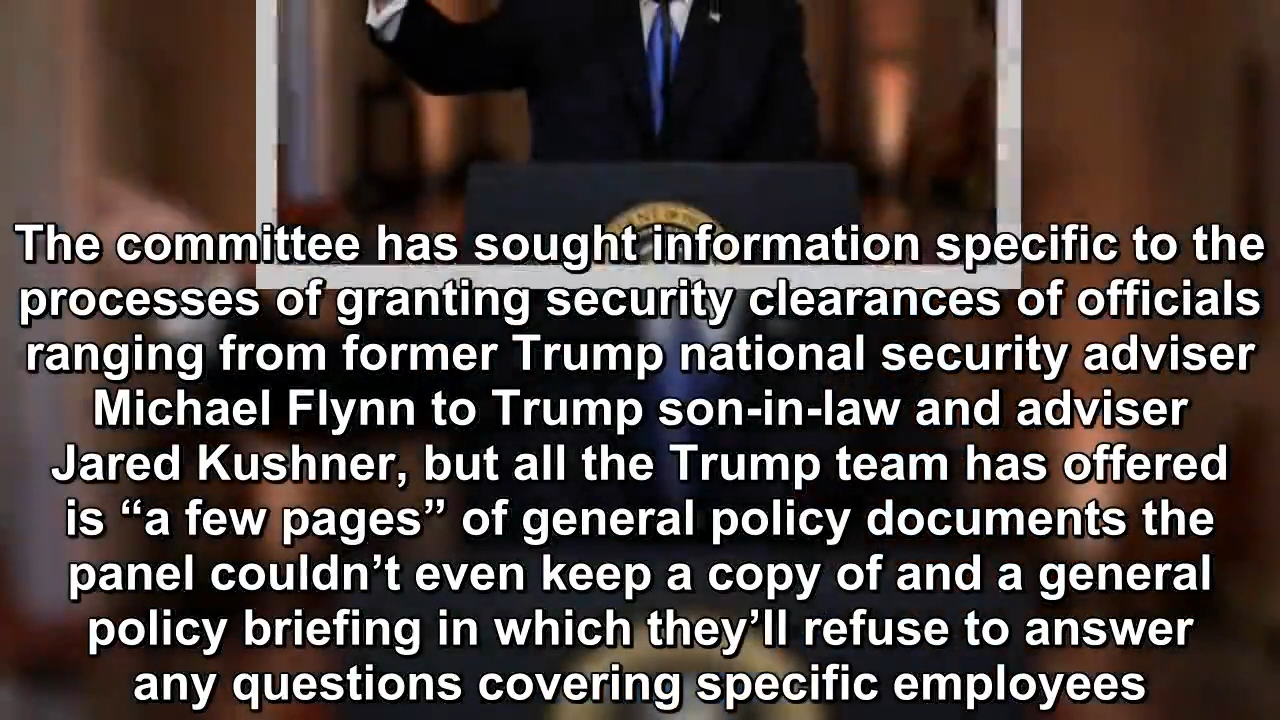 The committee has sought information specific to the
processes of granting security clearances of officials
ranging from former Trump national security adviser
Michael Flynn to Trump son-in-law and adviser
Jared Kushner, but all the Trump team has offered
is “a few pages” of general policy documents the
panel couldn’t even keep a copy of and a general
policy briefing in which they’ll refuse to answer
any questions covering specific employees